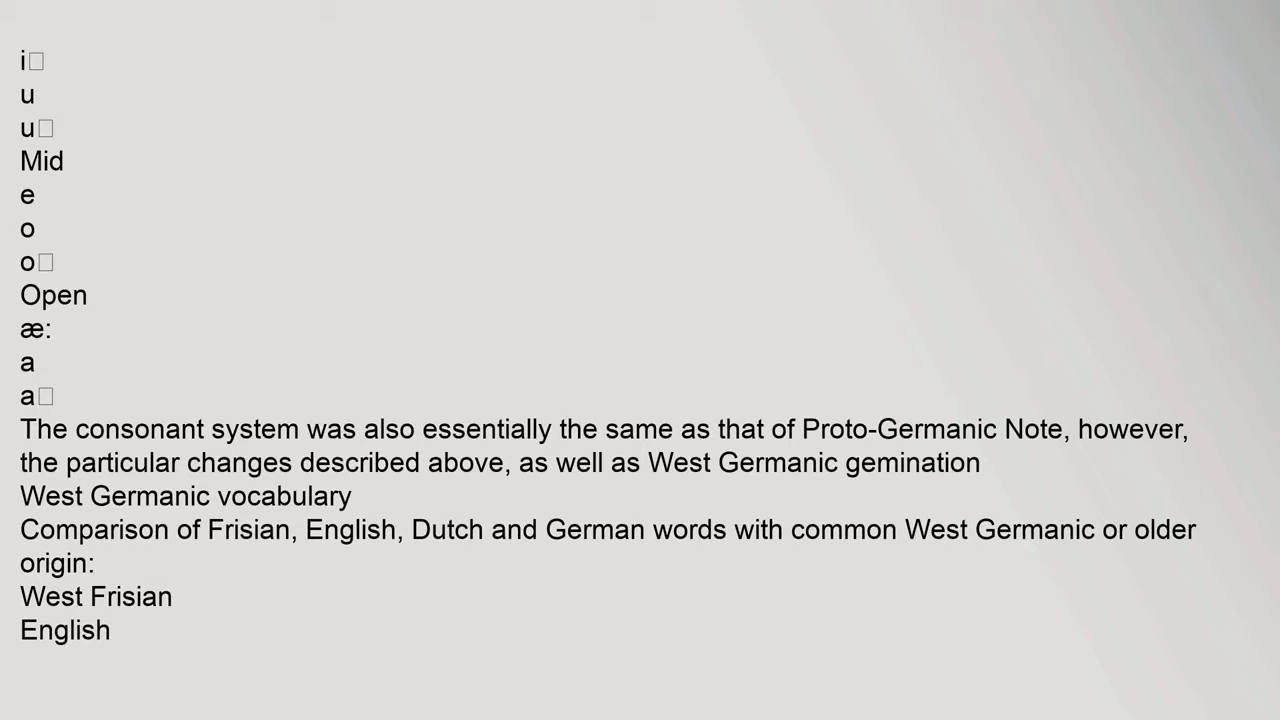 i□
u
u□
Mid
e
o
o□
Open
æ:
a
a□
The consonant system was also essentially the same as that of Proto-Germanic Note, however,
the particular changes described above, as well as West Germanic gemination
West Germanic vocabulary
Comparison of Frisian, English, Dutch and German words with common West Germanic or older
origin:
West Frisian
English